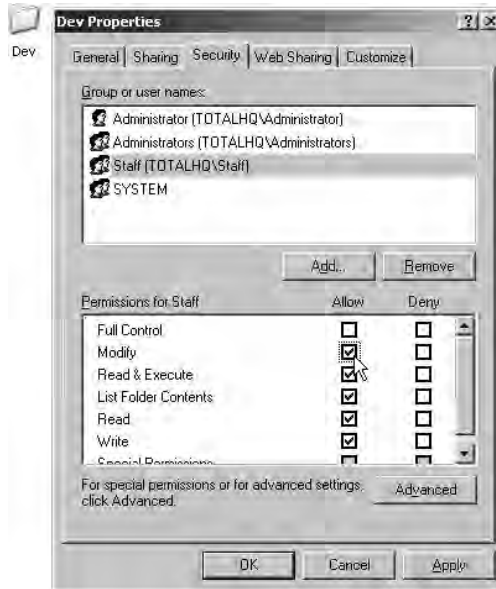 Dev
Dev Properties
General Sharing Security Web Sharing Customize
Group or user names:
Administrator (TOTALHQ\Administrator)
Administrators (TOTALHQ\Administrators)
Staff (TOTALHQ\Staff)
SYSTEM
Add... Remove
Permissions for Staff Allow Deny
Full Control
Modify
Read & Execute
List Folder Contents
Read
Write
Special Permissions
For special permissions or for advanced settings,
click Advanced.
Advanced
OK Cancel Apply